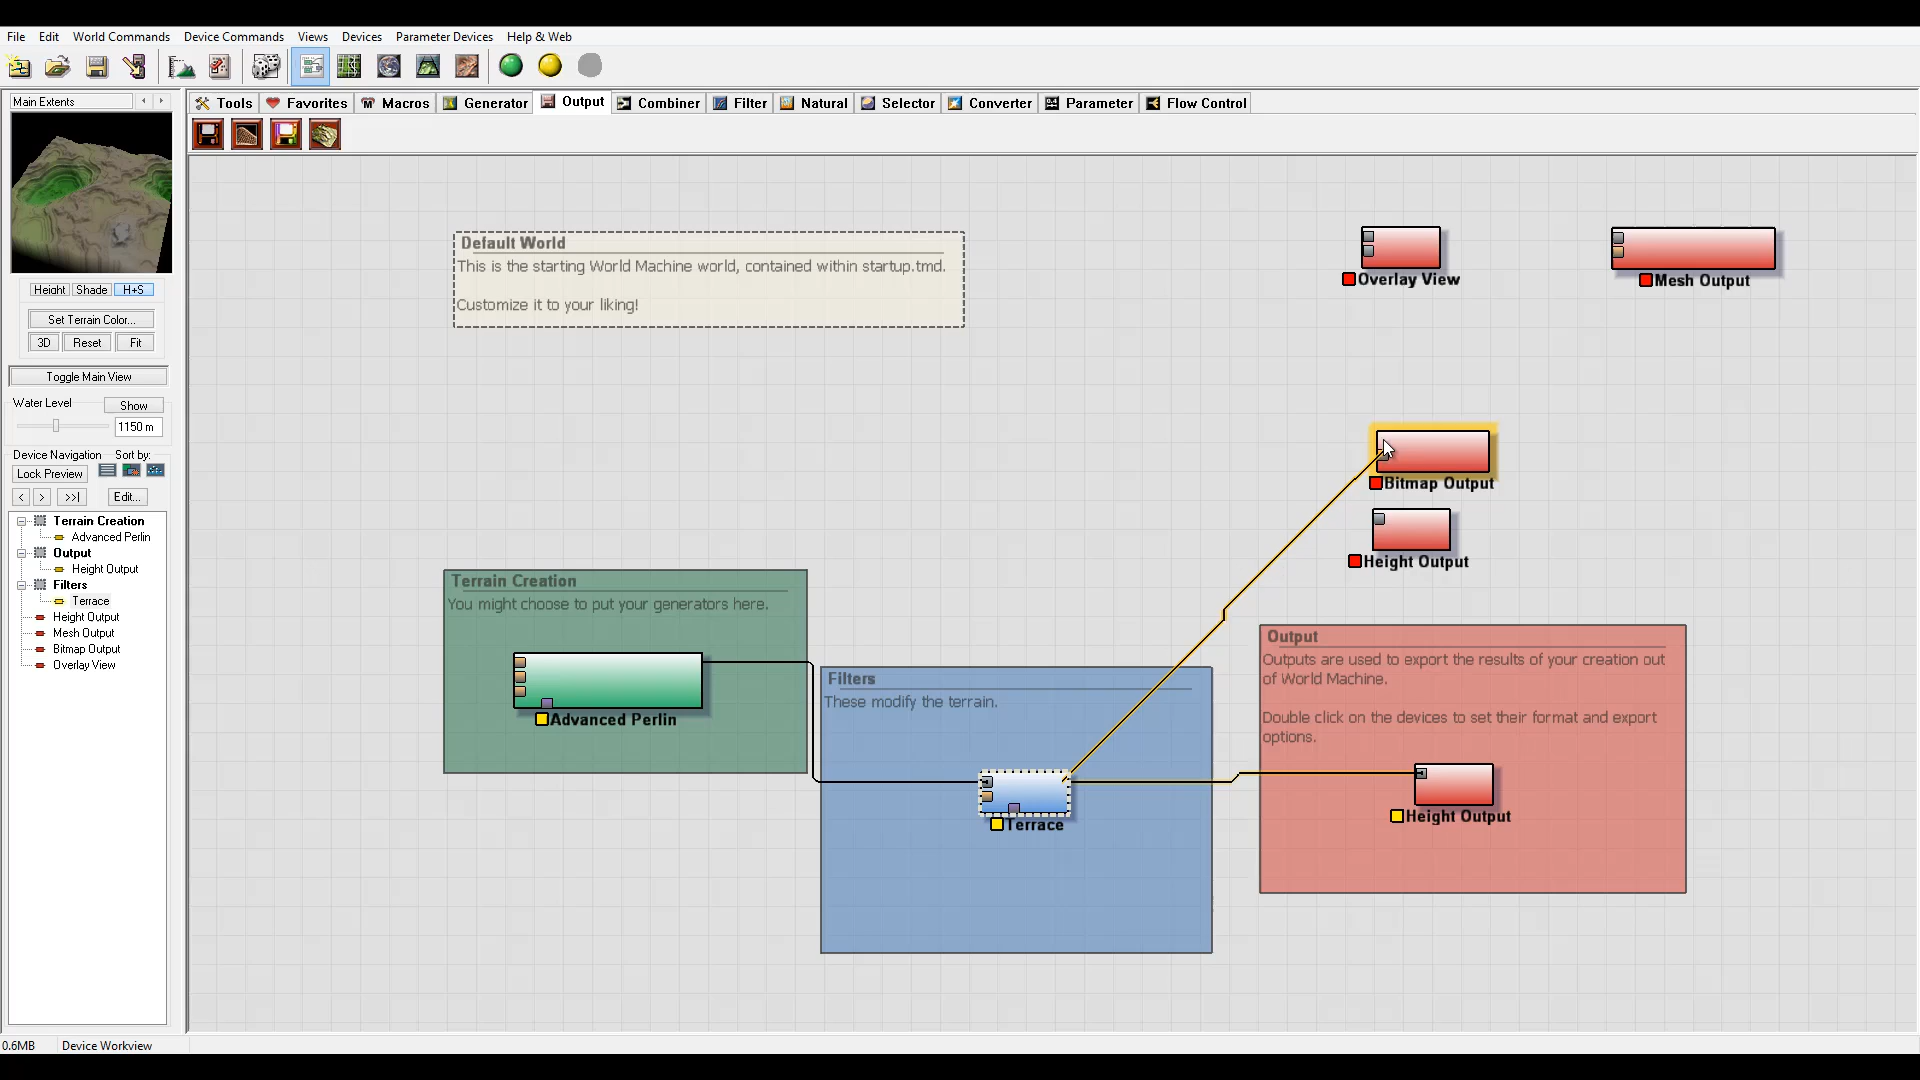 File Edit World Commands Device Commands Views Devices Parameter Devices Help & Web
Main Extents
Tools Favorites Macros Generator Output Combiner Filter Natural Selector Converter Parameter Flow Control
Height Shade H+S
Set Terrain Color...
3D Reset Fit
Toggle Main View
Water Level Show
1150 m
Device Navigation Sort by:
Lock Preview
< > >>| Edit...
Terrain Creation
Advanced Perlin
Output
Height Output
Filters
Terrace
Height Output
Mesh Output
Bitmap Output
Overlay View
Default World
This is the starting World Machine world, contained within startup.tmd.
Customize it to your liking!
Overlay View
Mesh Output
Bitmap Output
Height Output
Terrain Creation
You might choose to put your generators here.
Advanced Perlin
Filters
These modify the terrain.
Terrace
Output
Outputs are used to export the results of your creation out
of World Machine.
Double click on the devices to set their format and export
options.
Height Output
0.6MB Device Workview